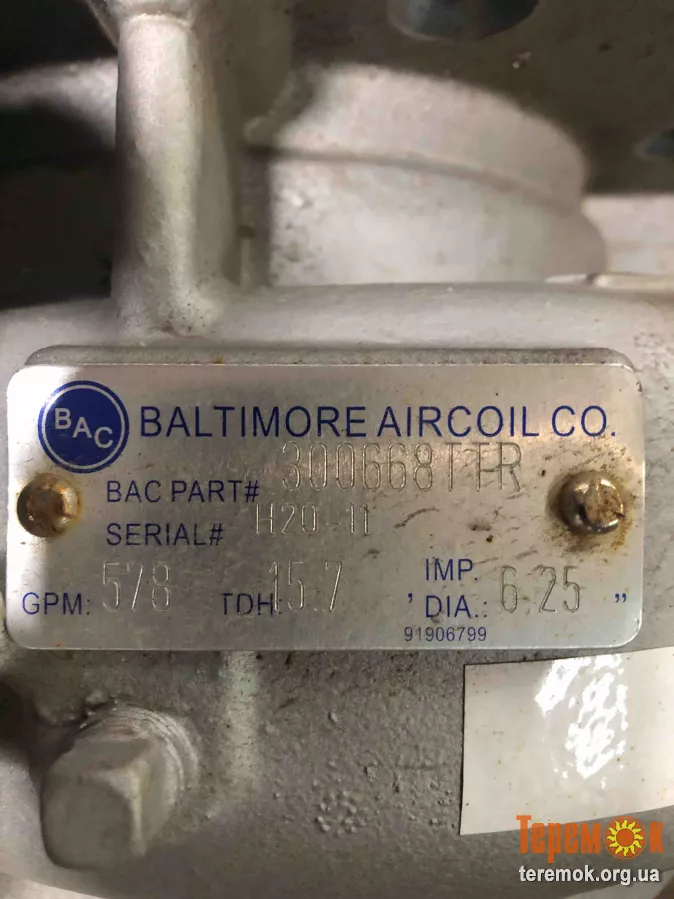 BAC BALTIMORE AIRCOIL CO.
BAC PART# 300668TTR
SERIAL# H20-11
GPM: 578 TDH: 15.7 ' IMP. DIA.: 6.25 "
91906799
ТеремОк
teremok.org.ua